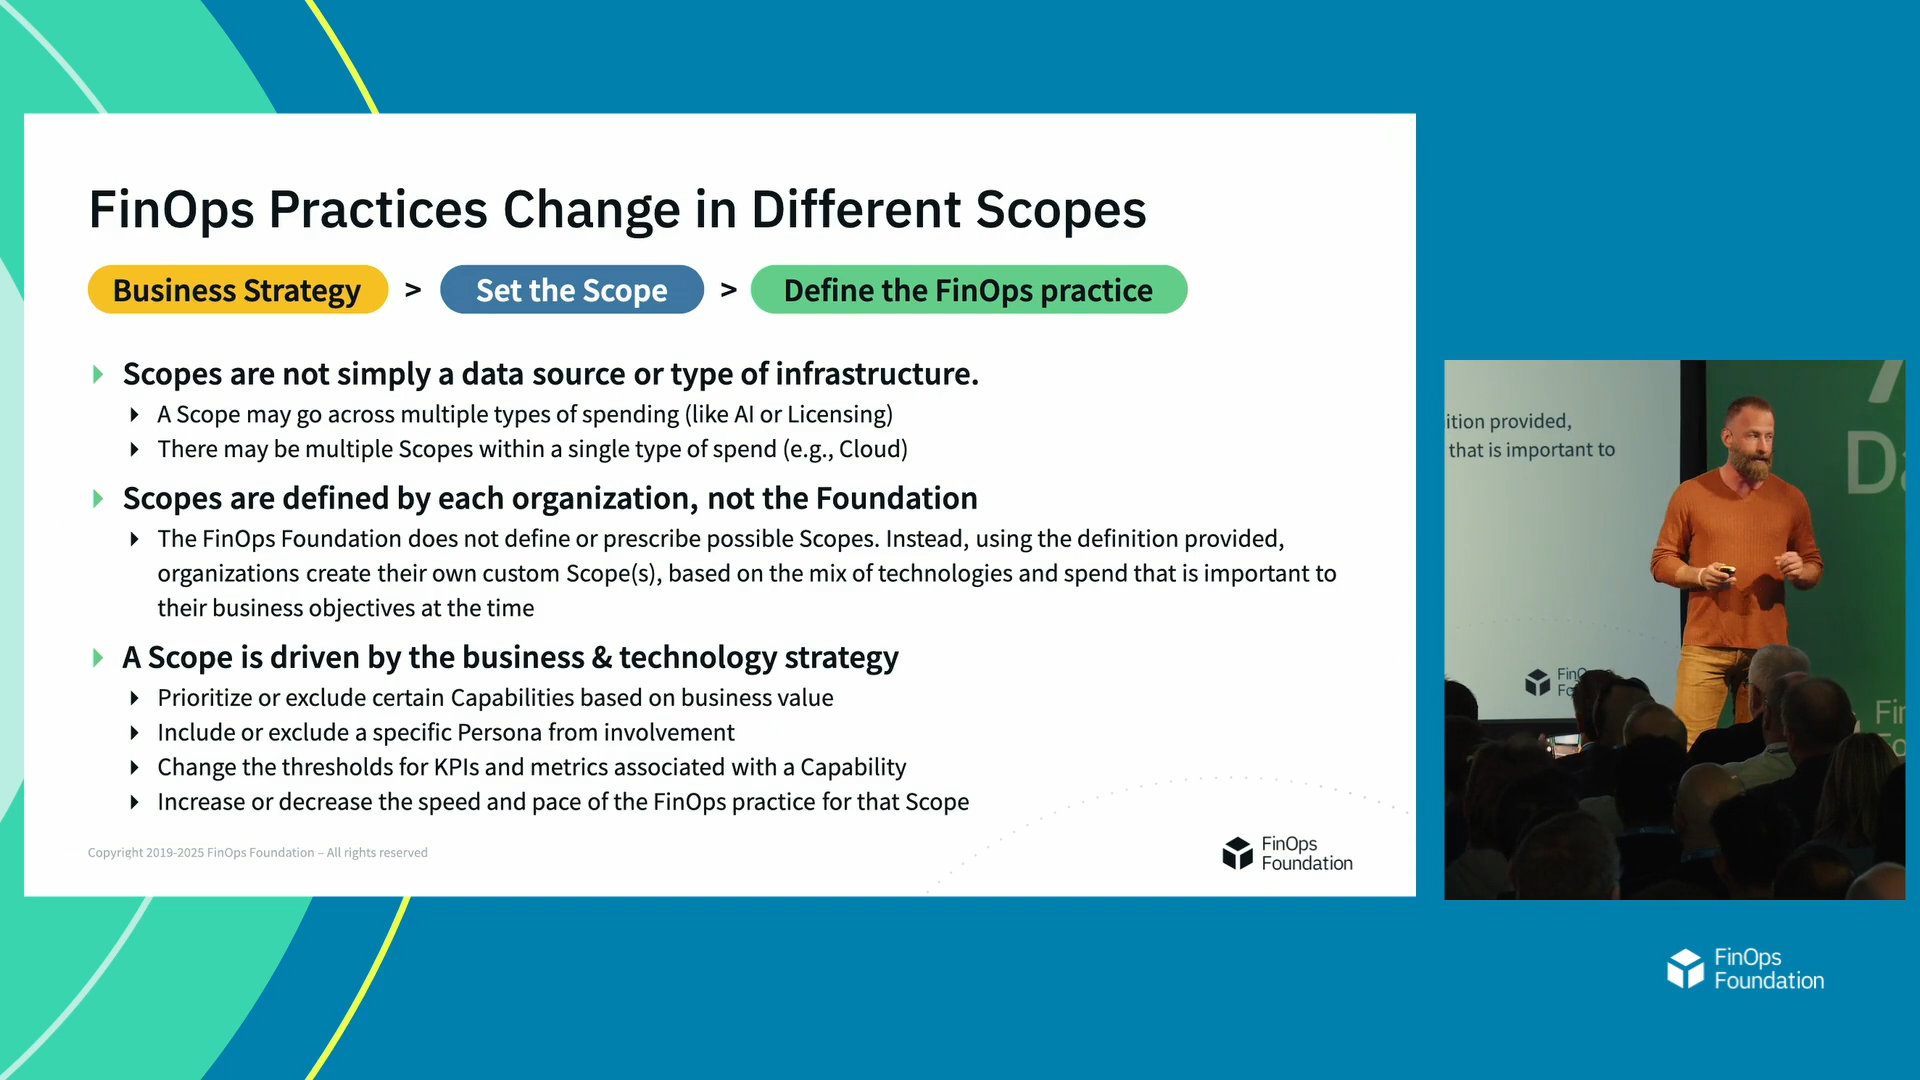 FinOps Practices Change in Different Scopes
Business Strategy > Set the Scope > Define the FinOps practice
Scopes are not simply a data source or type of infrastructure.
A Scope may go across multiple types of spending (like AI or Licensing)
There may be multiple Scopes within a single type of spend (e.g., Cloud)
Scopes are defined by each organization, not the Foundation
The FinOps Foundation does not define or prescribe possible Scopes. Instead, using the definition provided,
organizations create their own custom Scope(s), based on the mix of technologies and spend that is important to
their business objectives at the time
A Scope is driven by the business & technology strategy
Prioritize or exclude certain Capabilities based on business value
Include or exclude a specific Persona from involvement
Change the thresholds for KPIs and metrics associated with a Capability
Increase or decrease the speed and pace of the FinOps practice for that Scope
Copyright 2019-2025 FinOps Foundation – All rights reserved
FinOps
Foundation
ition provided,
that is important to
FinOps
Foundation